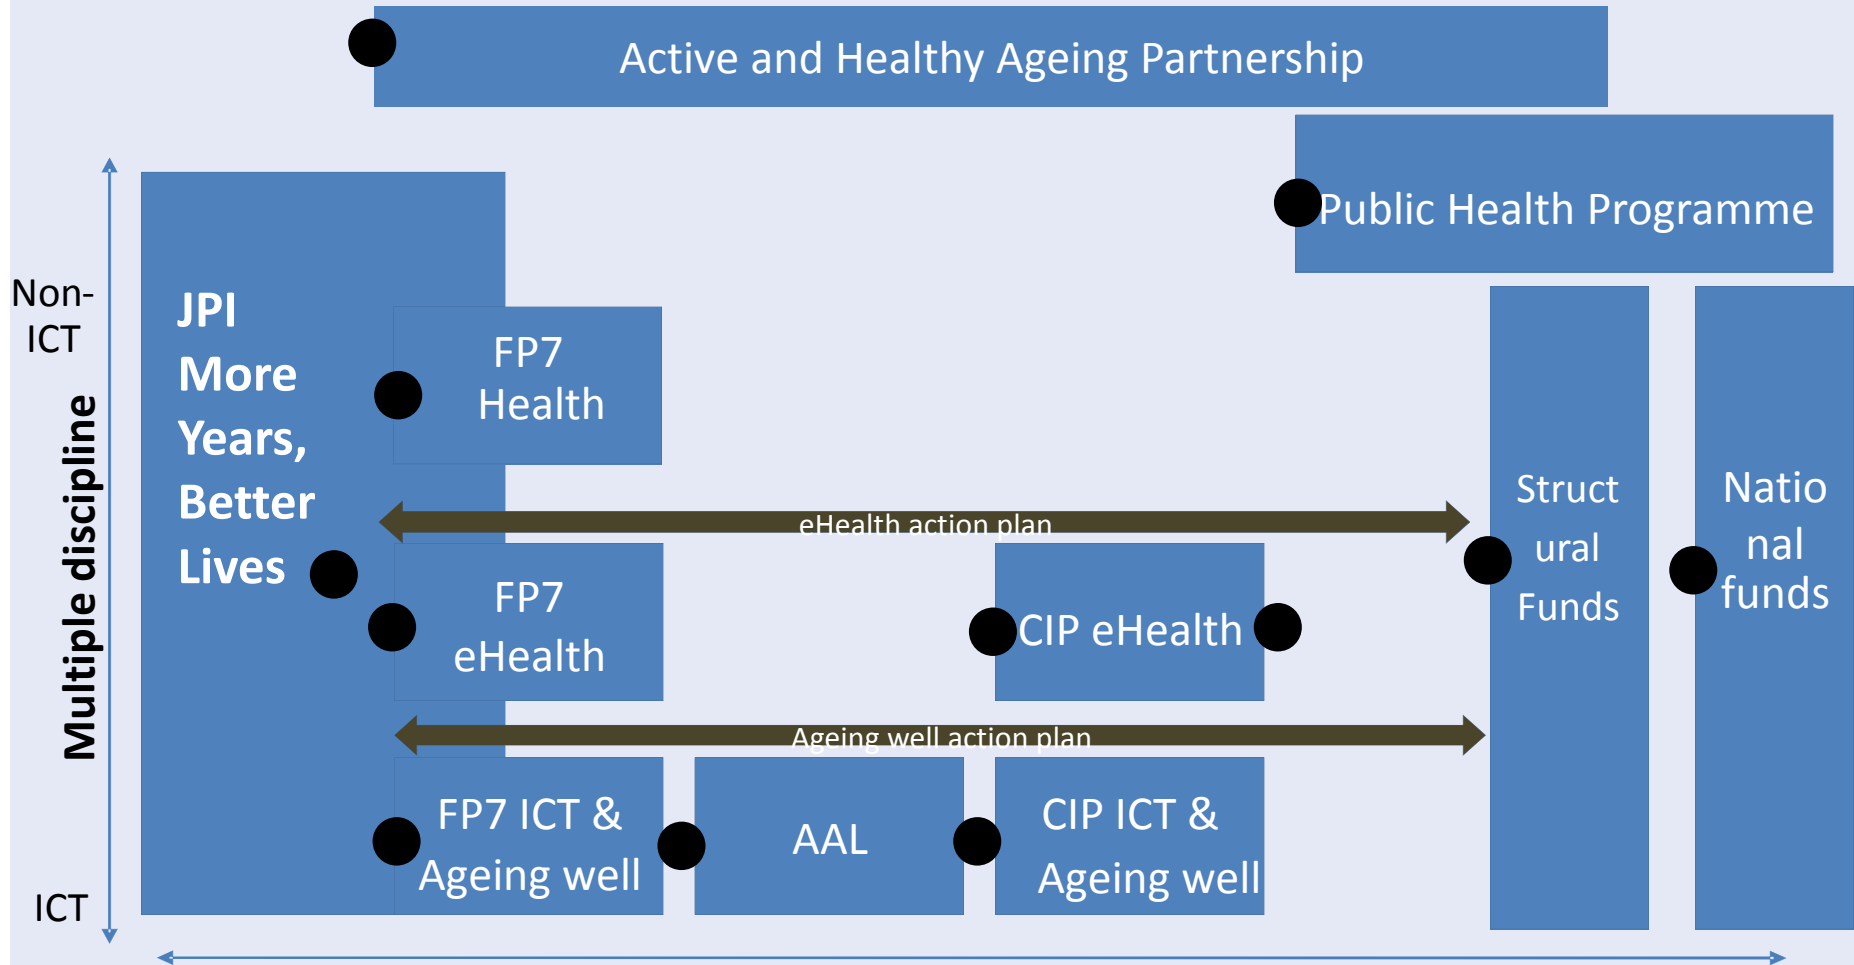 Active and Healthy Ageing Partnership
Public Health Programme
Non-
ICT
Multiple discipline
ICT
JPI
More
Years,
Better
Lives
FP7
Health
eHealth action plan
FP7
eHealth
CIP eHealth
Ageing well action plan
FP7 ICT &
Ageing well
AAL
CIP ICT &
Ageing well
Struct
ural
Funds
Natio
nal
funds